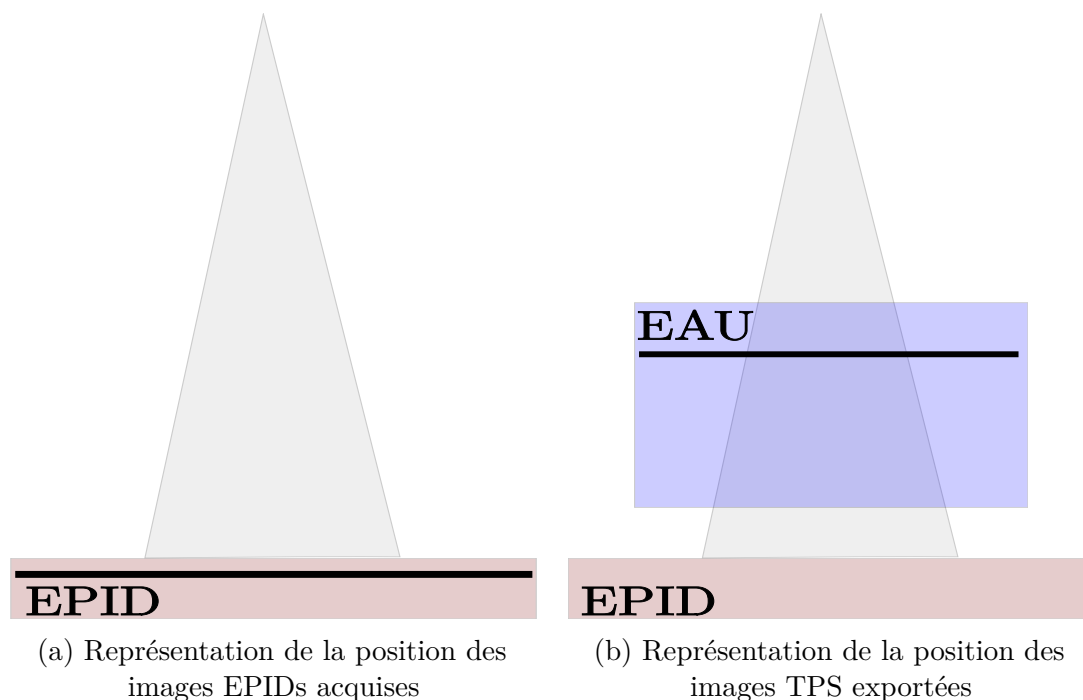 EAU
EPID
EPID
(a) Représentation de la position des
images EPIDs acquises
(b) Représentation de la position des
images TPS exportées